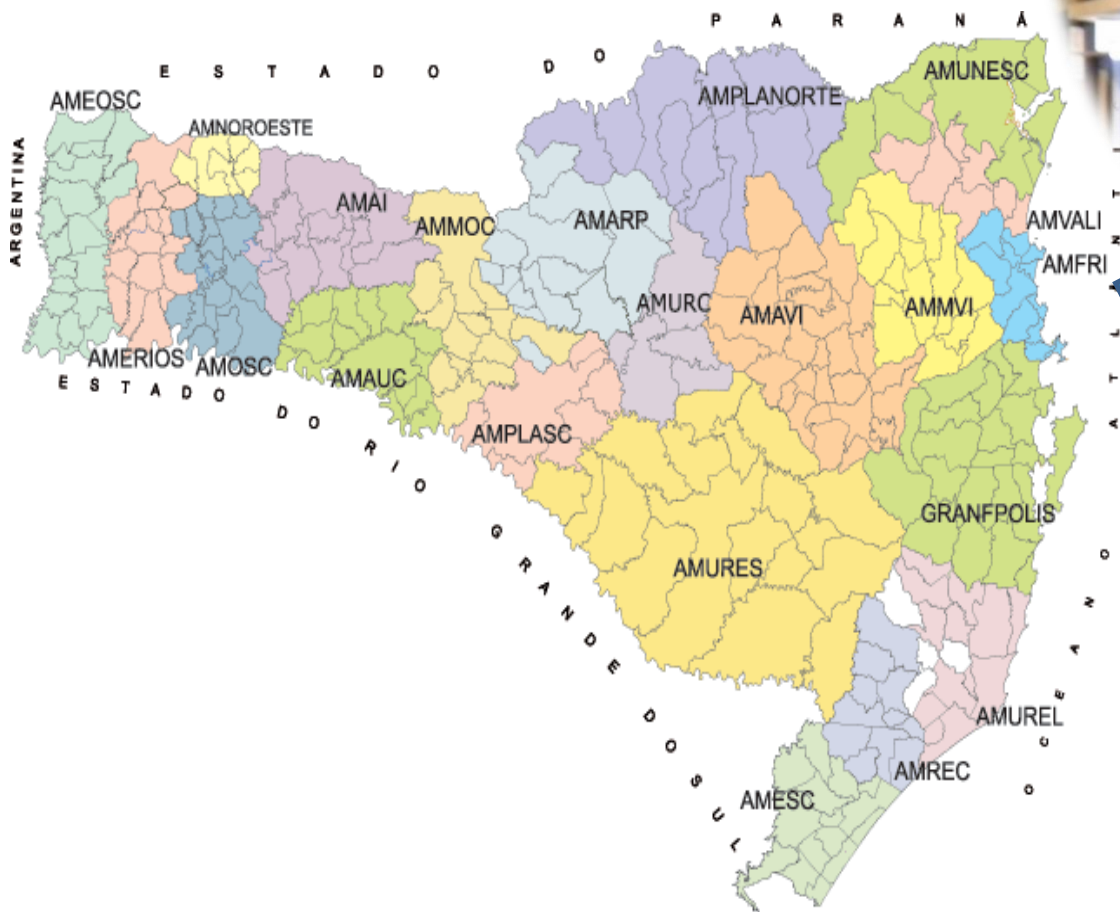 ESTADO DO PARANÁ
AMUNESC
AMEOSC
AMPLANORTE
AMNOROESTE
ARGENTINA
AMAI
AMMOC
AMARP
AMVALI
AMFRI
AMURC
AMAVI
AMMVI
AMERIOS
AMOSC
AMAUC
AMPLASC
GRANFPOLIS
AMURES
AMUREL
AMREC
AMESC
ESTADO DO RIO GRANDE DO SUL
OCEANO ATLÂNTI